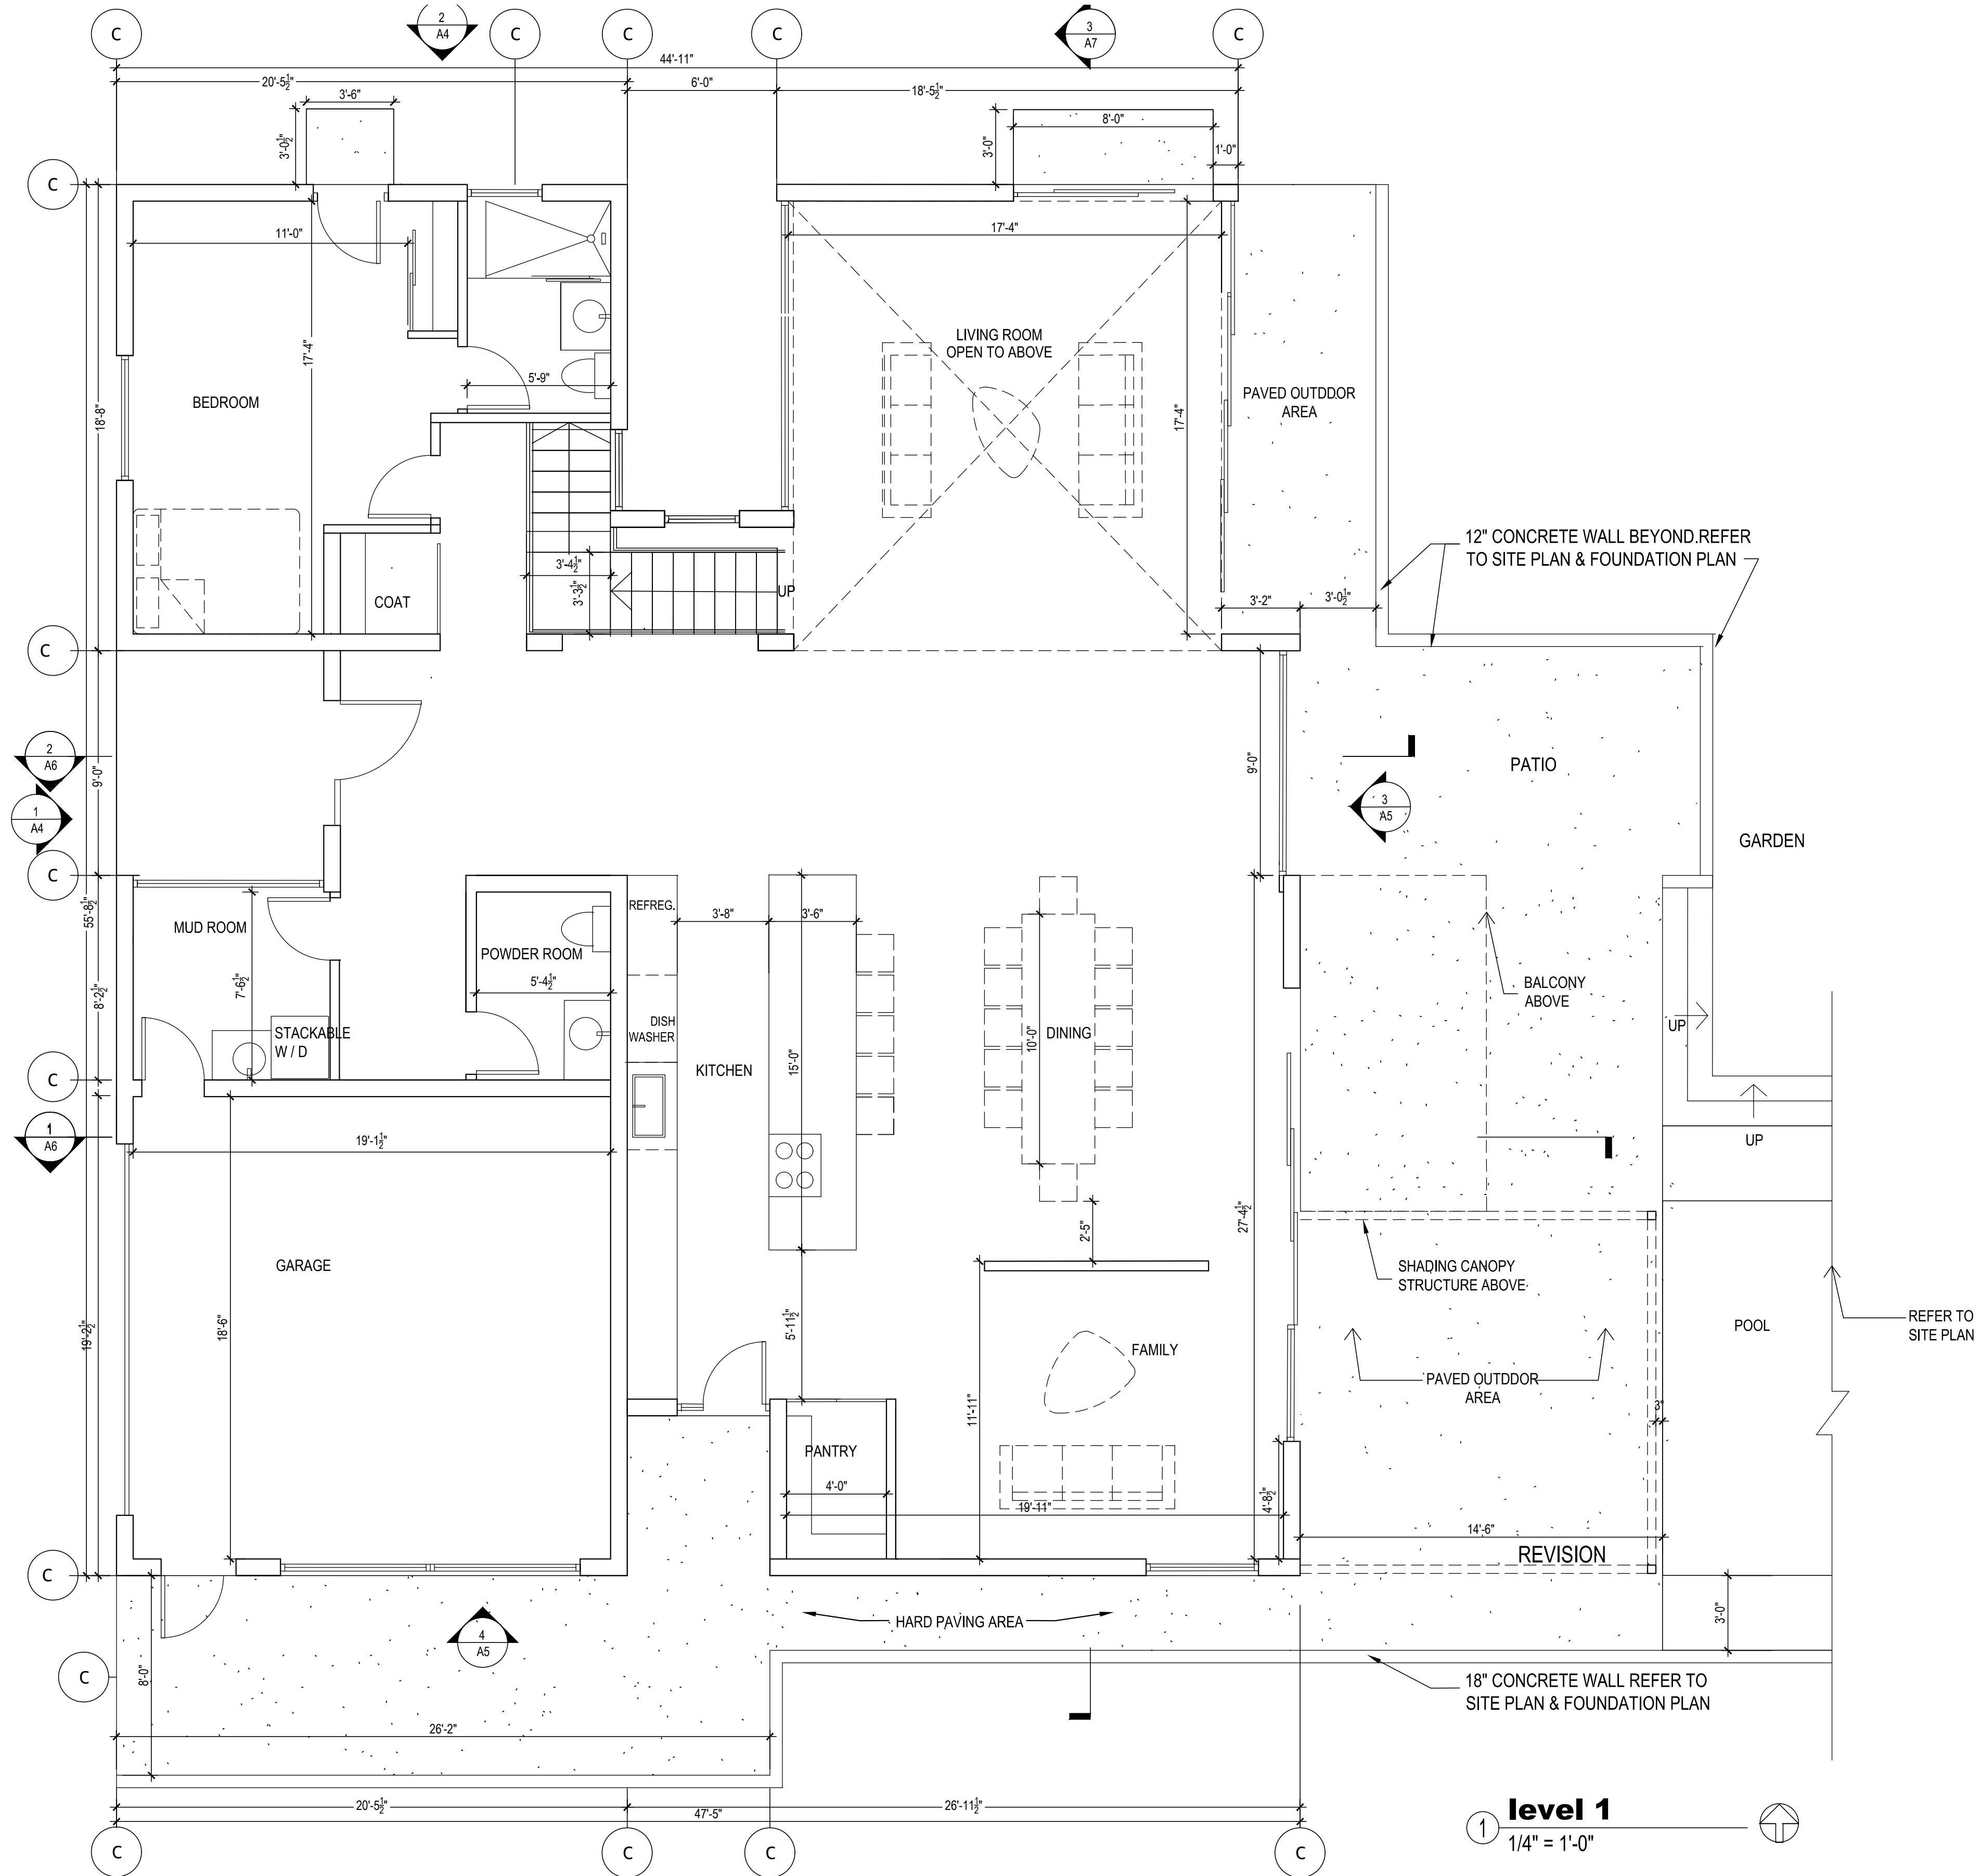 C
2
A4
C
C
C
3
A7
C
44'-11"
20'-5½"
6'-0"
18'-5½"
3'-6"
3'-0½"
8'-0"
3'-0"
1'-0"
C
11'-0"
17'-4"
17'-4"
LIVING ROOM
OPEN TO ABOVE
5'-9"
BEDROOM
PAVED OUTDDOR
AREA
18'-8"
17'-4"
12" CONCRETE WALL BEYOND.REFER
TO SITE PLAN & FOUNDATION PLAN
3'-4½"
3'-3½"
UP
COAT
3'-2"
3'-0½"
C
2
A6
9'-0"
9'-0"
PATIO
1
A4
3
A5
GARDEN
C
55'-8½"
MUD ROOM
REFREG.
3'-8"
3'-6"
POWDER ROOM
5'-4½"
7'-6½"
8'-2½"
BALCONY
ABOVE
STACKABLE
W / D
DISH
WASHER
DINING
10'-0"
UP
KITCHEN
15'-0"
C
1
A6
19'-1½"
UP
27'-4½"
2'-5"
GARAGE
SHADING CANOPY
STRUCTURE ABOVE
18'-6"
19'-2½"
5'-11½"
FAMILY
POOL
REFER TO
SITE PLAN
PAVED OUTDDOR
AREA
11'-11"
3"
PANTRY
4'-0"
19'-11"
4'-8½"
14'-6"
REVISION
C
HARD PAVING AREA
3'-0"
4
A5
C
8'-0"
18" CONCRETE WALL REFER TO
SITE PLAN & FOUNDATION PLAN
26'-2"
20'-5½"
47'-5"
26'-11½"
C
C
C
C
1
level 1
1/4" = 1'-0"